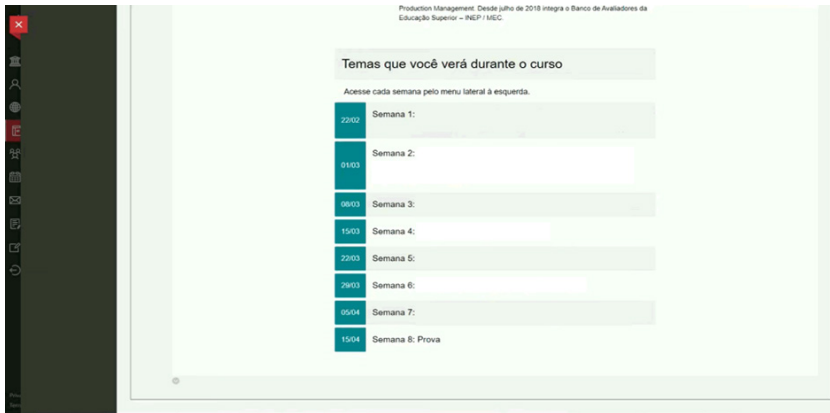 Production Management. Desde julho de 2018 integra o Banco de Avaliadores da
Educação Superior – INEP / MEC.
Temas que você verá durante o curso
Acesse cada semana pelo menu lateral à esquerda.
22/02 Semana 1:
01/03 Semana 2:
08/03 Semana 3:
15/03 Semana 4:
22/03 Semana 5:
29/03 Semana 6:
05/04 Semana 7:
15/04 Semana 8: Prova